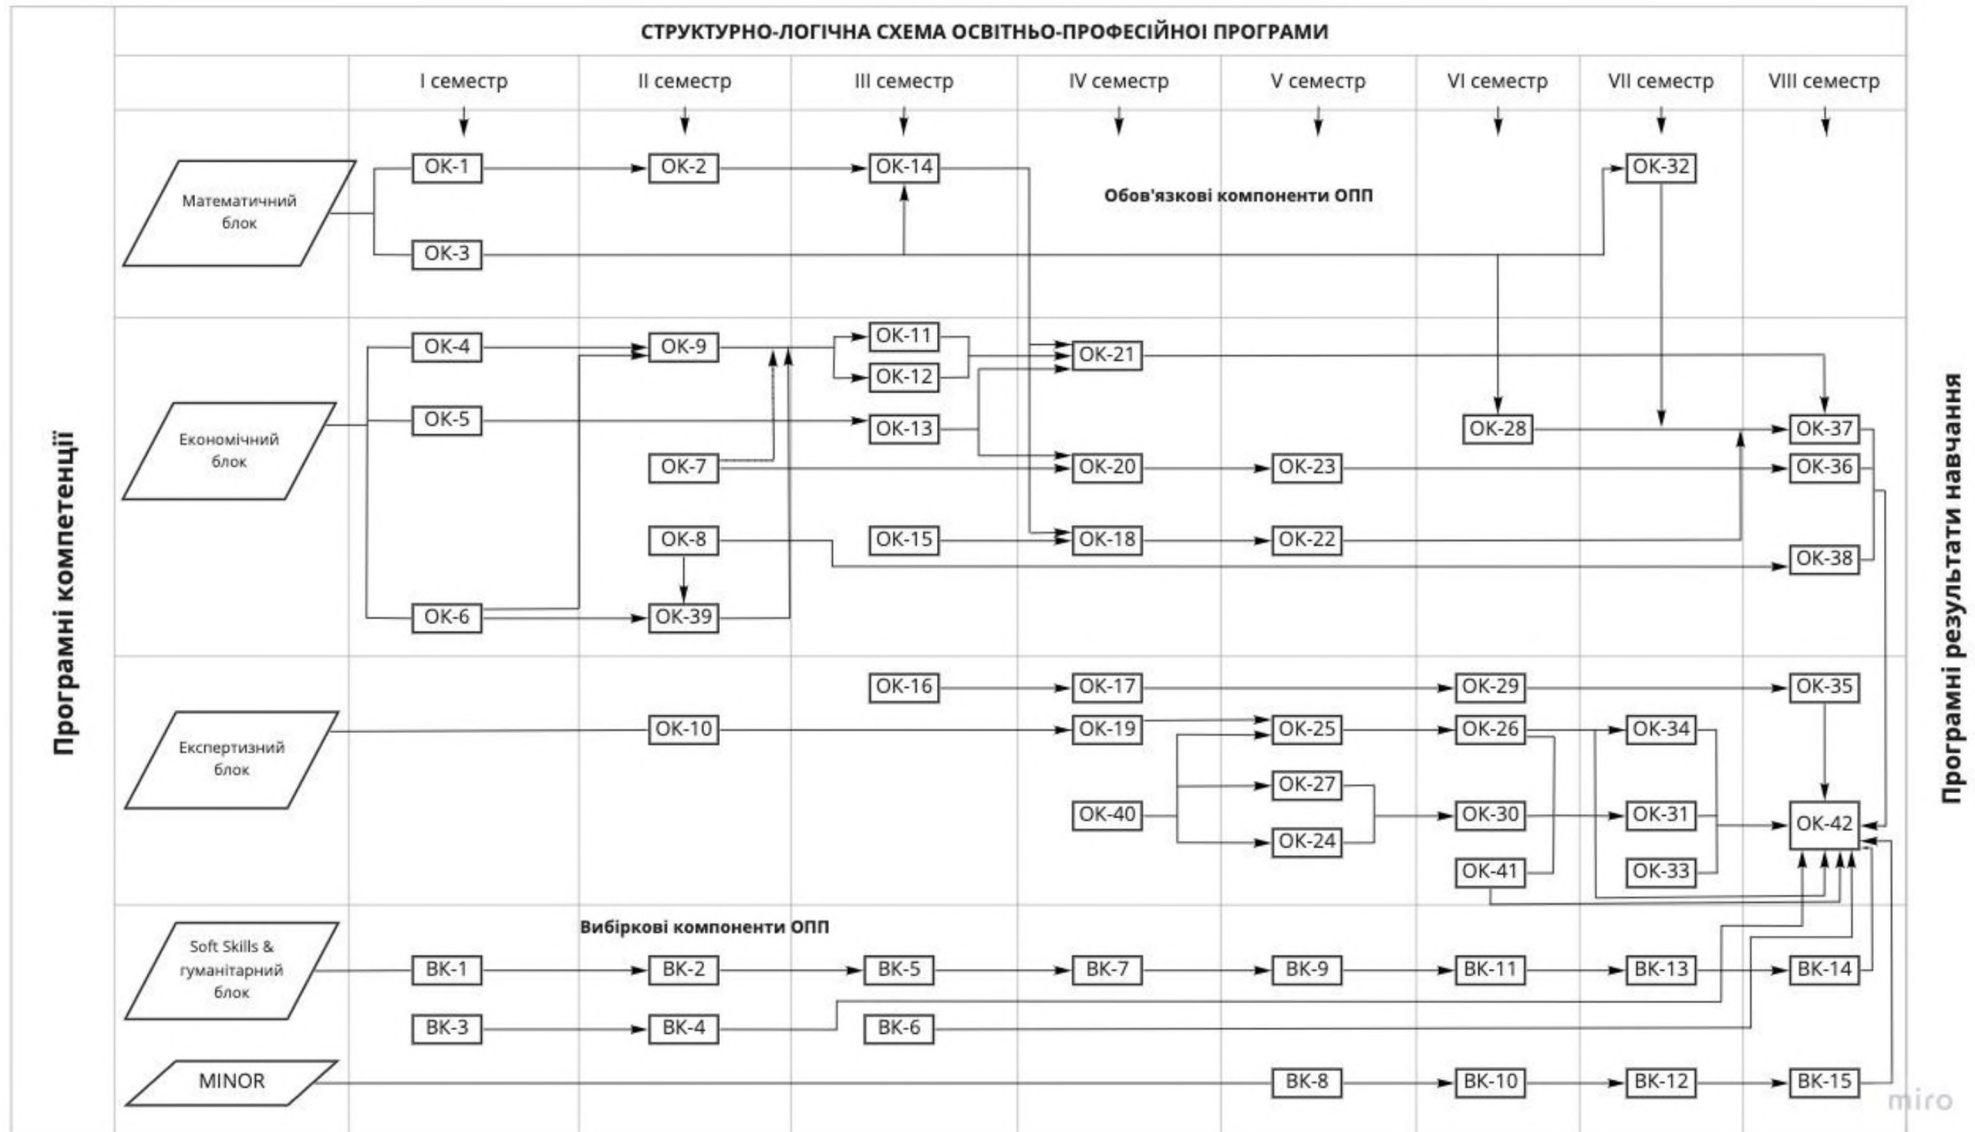 СТРУКТУРНО-ЛОГІЧНА СХЕМА ОСВІТНЬО-ПРОФЕСІЙНОЇ ПРОГРАМИ
I семестр
II семестр
III семестр
IV семестр
V семестр
VI семестр
VII семестр
VIII семестр
Програмні компетенції
Математичний
блок
ОК-1
ОК-2
ОК-14
Обов'язкові компоненти ОПП
ОК-32
ОК-3
Економічний
блок
ОК-4
ОК-9
ОК-11
ОК-12
ОК-21
ОК-5
ОК-13
ОК-28
ОК-37
ОК-7
ОК-20
ОК-23
ОК-36
ОК-8
ОК-15
ОК-18
ОК-22
ОК-38
ОК-6
ОК-39
Експертизний
блок
ОК-16
ОК-17
ОК-29
ОК-35
ОК-10
ОК-19
ОК-25
ОК-26
ОК-34
ОК-27
ОК-40
ОК-30
ОК-31
ОК-42
ОК-24
ОК-41
ОК-33
Soft Skills &
гуманітарний
блок
Вибіркові компоненти ОПП
ВК-1
ВК-2
ВК-5
ВК-7
ВК-9
ВК-11
ВК-13
ВК-14
ВК-3
ВК-4
ВК-6
MINOR
ВК-8
ВК-10
ВК-12
ВК-15
Програмні результати навчання
miro